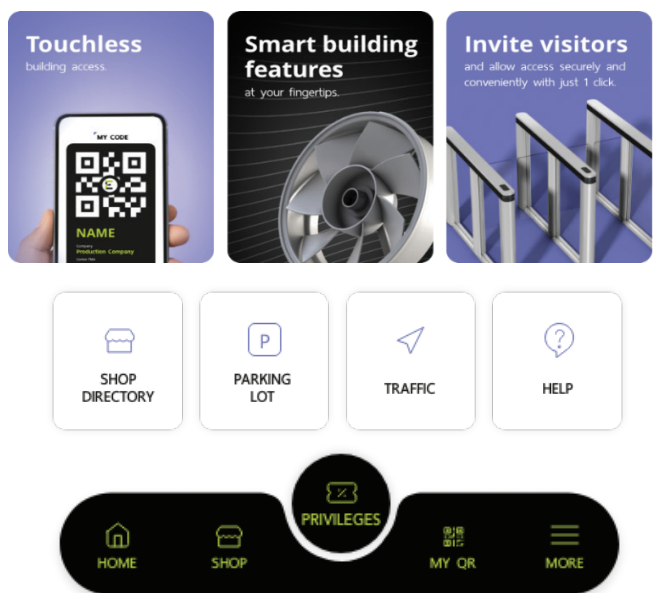 Touchless
building access.
Smart building
features
at your fingertips.
Invite visitors
and allow access securely and
conveniently with just 1 click.
MY CODE
NAME
Company
Production Company
SHOP
DIRECTORY
P
PARKING
LOT
TRAFFIC
?
HELP
PRIVILEGES
HOME
SHOP
MY QR
MORE